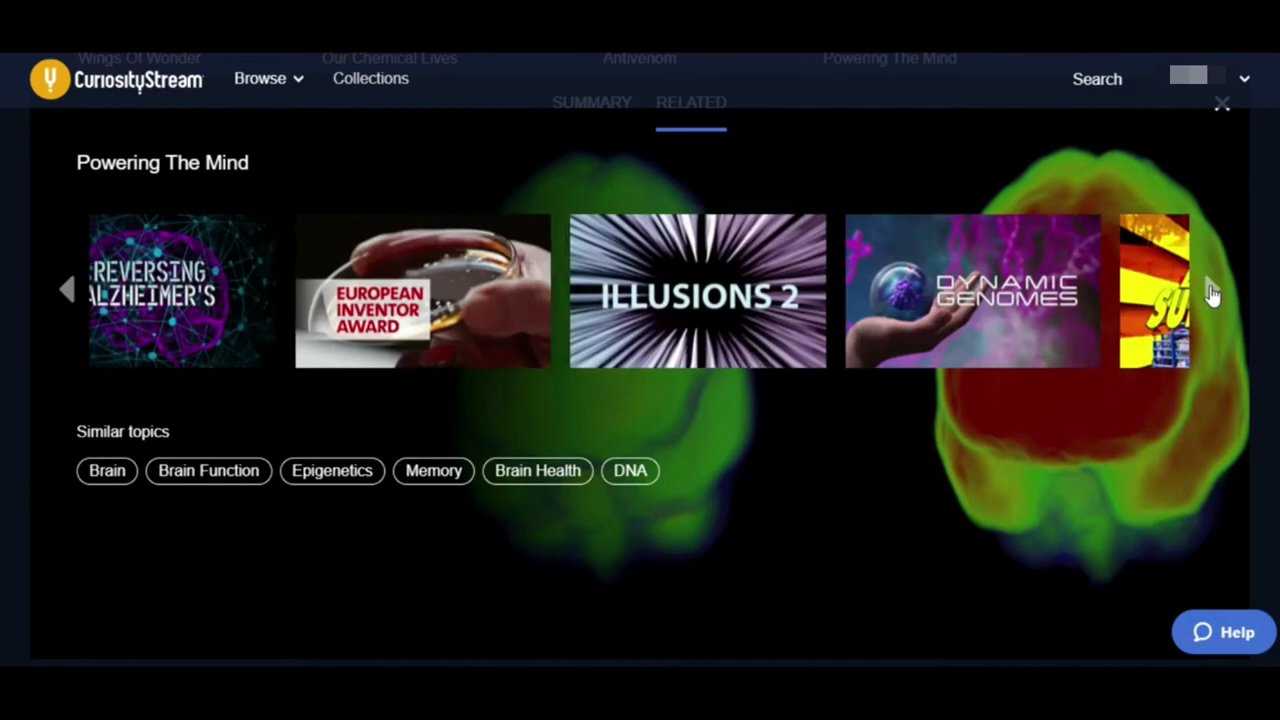 Wings Of Wonder Our Chemical Lives Antivenom Powering The Mind
CuriosityStream Browse Collections Search
SUMMARY RELATED
Powering The Mind
REVERSING
ALZHEIMER'S
EUROPEAN
INVENTOR
AWARD
ILLUSIONS 2
DYNAMIC
GENOMES
Similar topics
Brain Brain Function Epigenetics Memory Brain Health DNA
Help